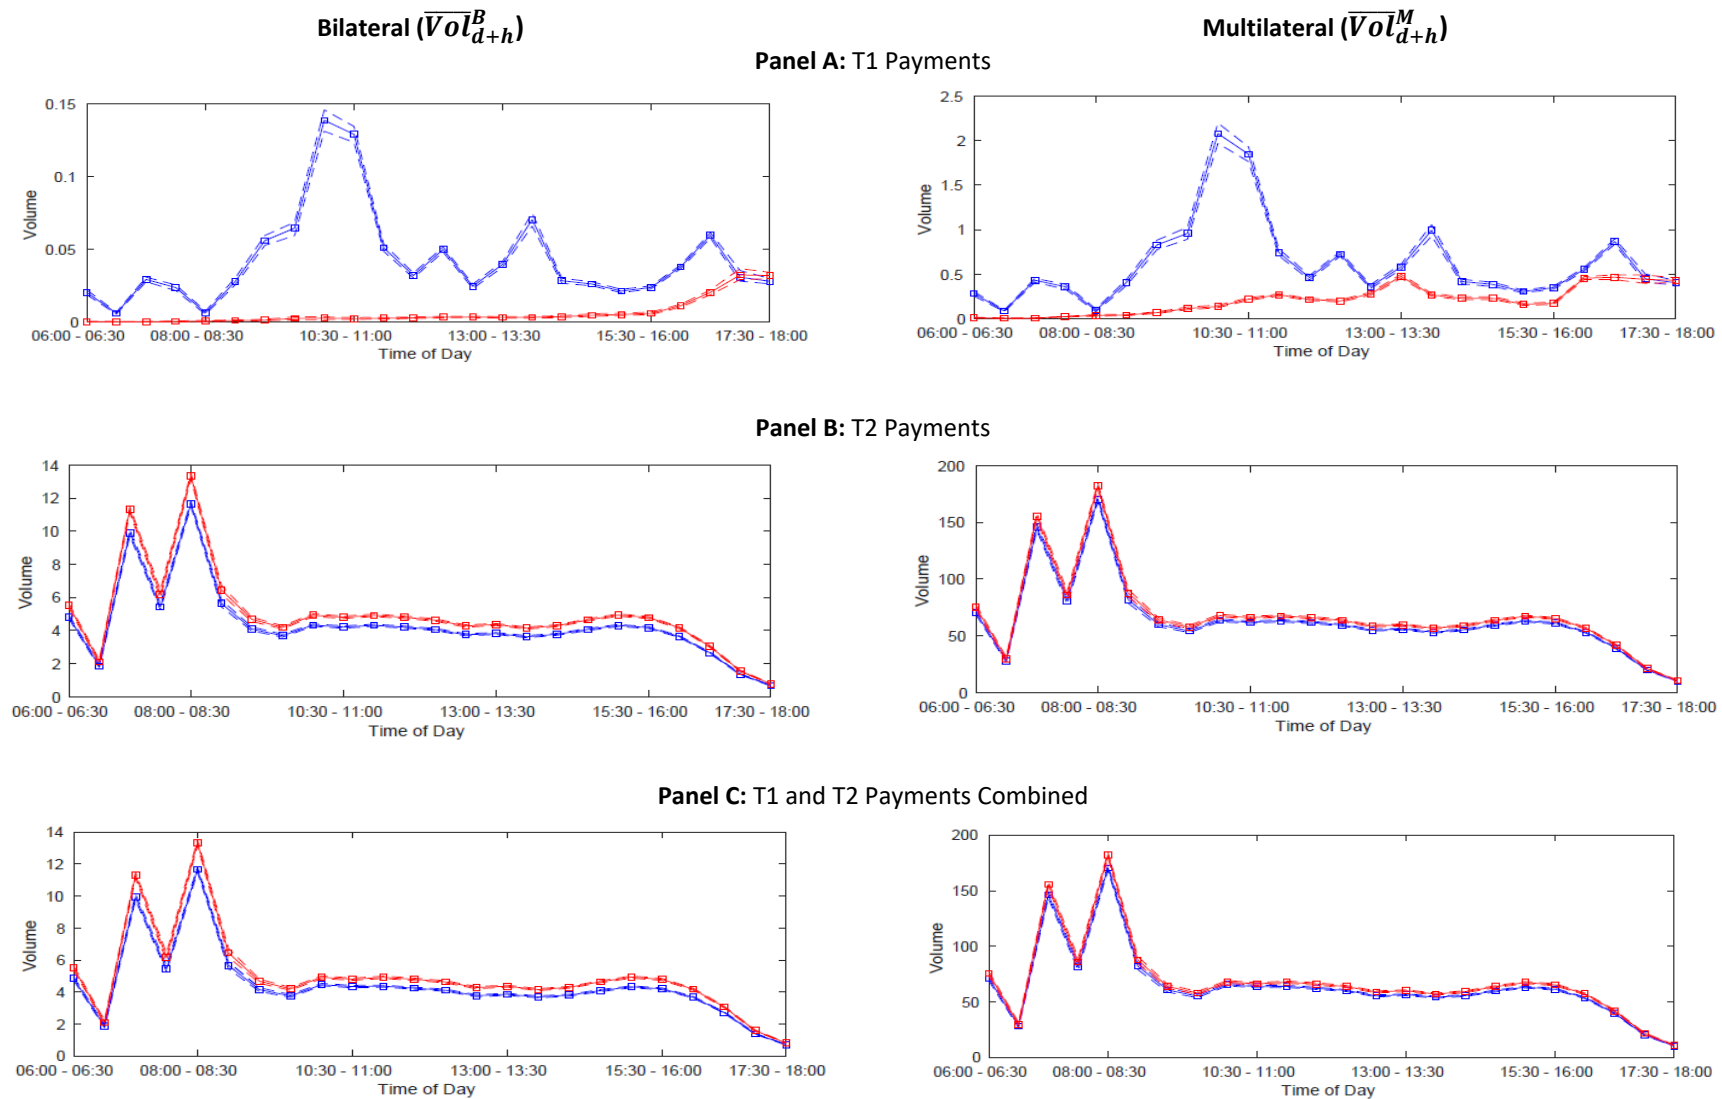 Bilateral (V̅o̅l̅ᴮ_{d+h})
Multilateral (V̅o̅l̅ᴹ_{d+h})
Panel A: T1 Payments
0.15
0.1
0.05
0
Volume
06:00 - 06:30
08:00 - 08:30
10:30 - 11:00
13:00 - 13:30
15:30 - 16:00
17:30 - 18:00
Time of Day
2.5
2
1.5
1
0.5
0
Volume
06:00 - 06:30
08:00 - 08:30
10:30 - 11:00
13:00 - 13:30
15:30 - 16:00
17:30 - 18:00
Time of Day
Panel B: T2 Payments
14
12
10
8
6
4
2
0
Volume
06:00 - 06:30
08:00 - 08:30
10:30 - 11:00
13:00 - 13:30
15:30 - 16:00
17:30 - 18:00
Time of Day
200
150
100
50
0
Volume
06:00 - 06:30
08:00 - 08:30
10:30 - 11:00
13:00 - 13:30
15:30 - 16:00
17:30 - 18:00
Time of Day
Panel C: T1 and T2 Payments Combined
14
12
10
8
6
4
2
0
Volume
06:00 - 06:30
08:00 - 08:30
10:30 - 11:00
13:00 - 13:30
15:30 - 16:00
17:30 - 18:00
Time of Day
200
150
100
50
0
Volume
06:00 - 06:30
08:00 - 08:30
10:30 - 11:00
13:00 - 13:30
15:30 - 16:00
17:30 - 18:00
Time of Day